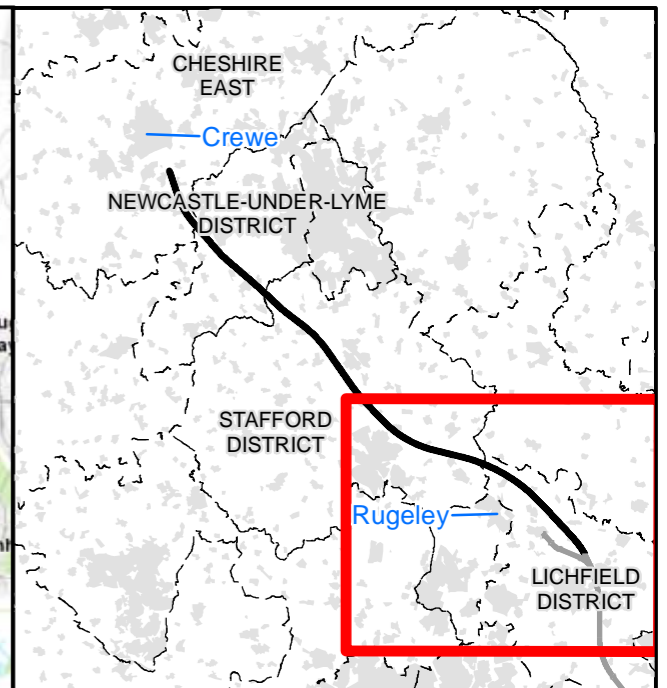 CHESHIRE
EAST
Crewe
NEWCASTLE-UNDER-LYME
DISTRICT
STAFFORD
DISTRICT
Rugeley
LICHFIELD
DISTRICT